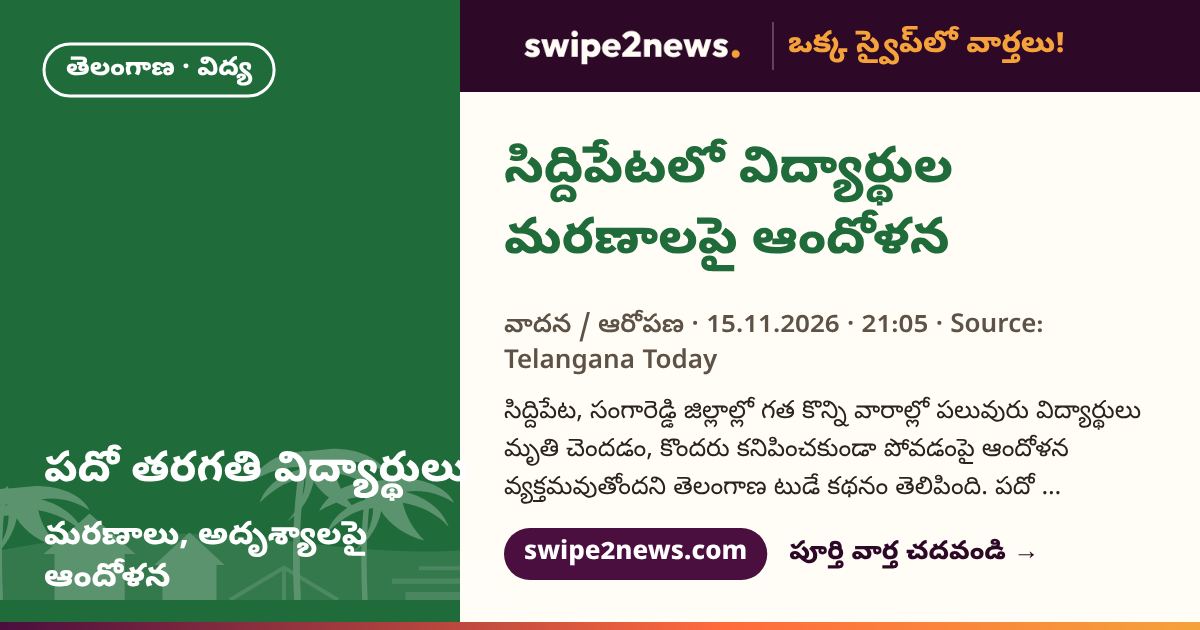 తెలంగాణ · విద్య
పదో తరగతి విద్యార్థులు
మరణాలు, అదృశ్యాలపై
ఆందోళన
swipe2news.
ఒక్క స్వైప్‌లో వార్తలు!
సిద్దిపేటలో విద్యార్థుల
మరణాలపై ఆందోళన
వాదన / ఆరోపణ · 15.11.2026 · 21:05 · Source:
Telangana Today
సిద్దిపేట, సంగారెడ్డి జిల్లాల్లో గత కొన్ని వారాల్లో పలువురు విద్యార్థులు
మృతి చెందడం, కొందరు కనిపించకుండా పోవడంపై ఆందోళన
వ్యక్తమవుతోందని తెలంగాణ టుడే కథనం తెలిపింది. పదో ...
swipe2news.com
పూర్తి వార్త చదవండి →